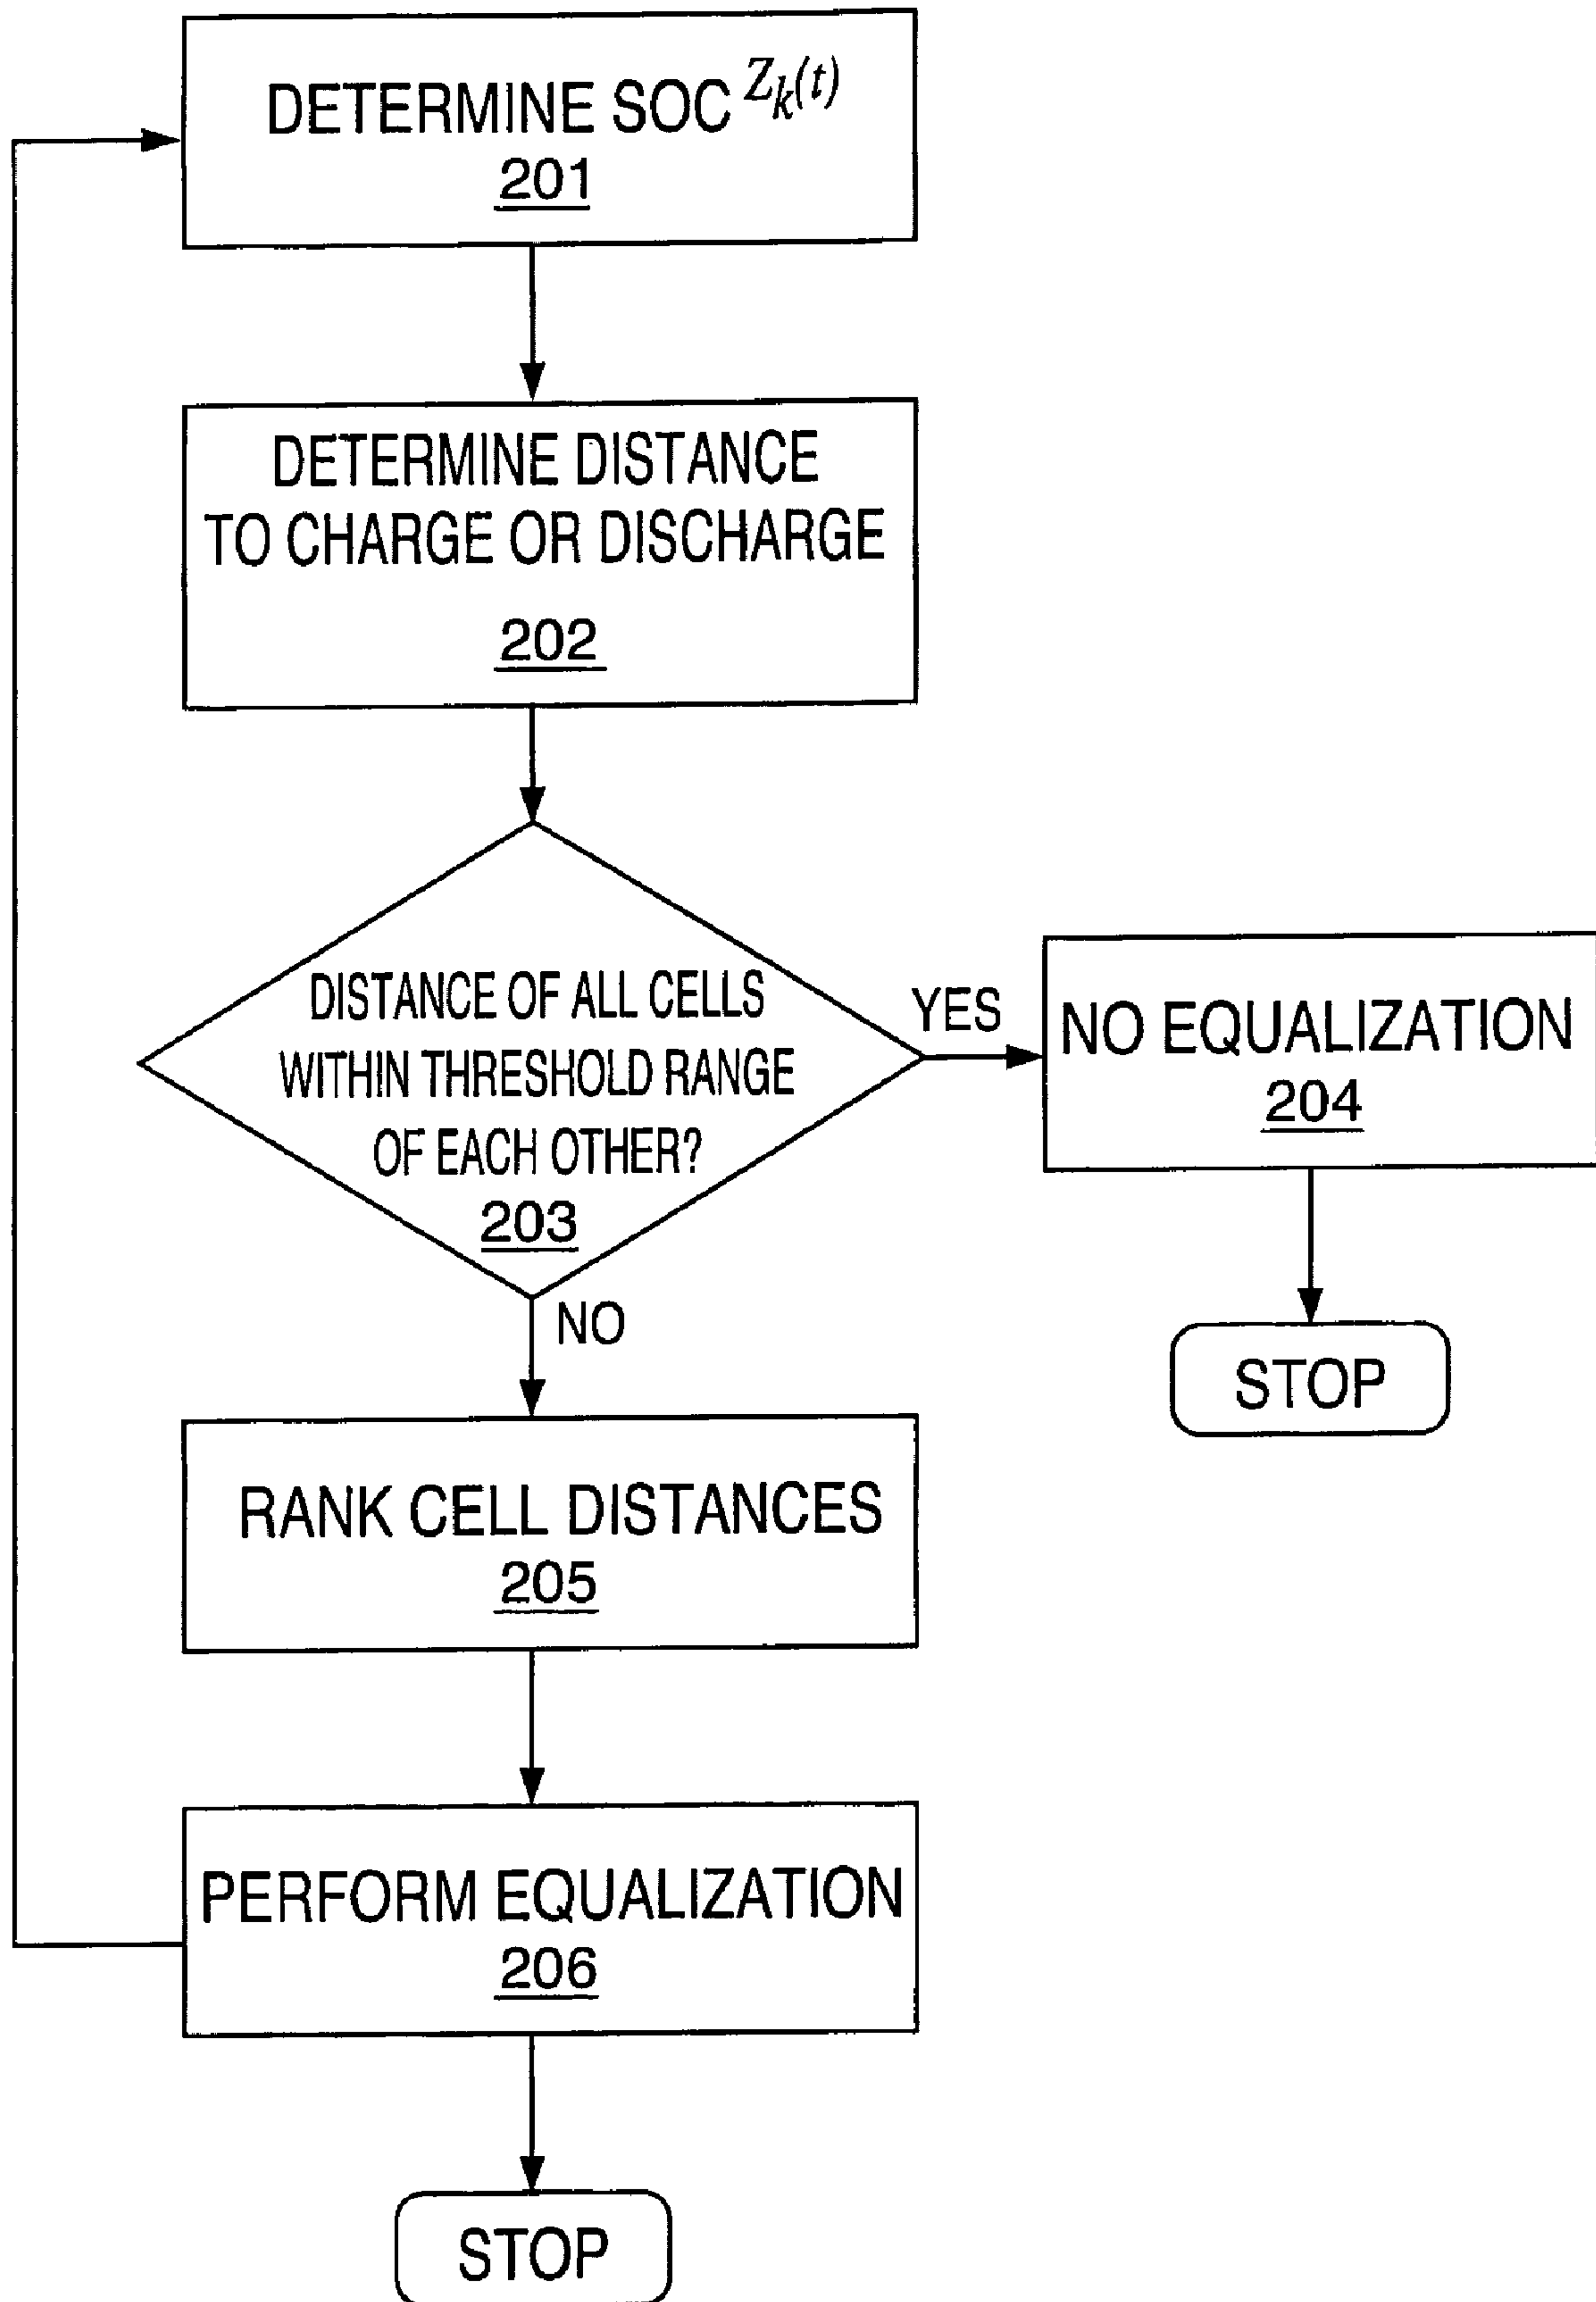 DETERMINE SOC Zk(t)
201
DETERMINE DISTANCE
TO CHARGE OR DISCHARGE
202
DISTANCE OF ALL CELLS
WITHIN THRESHOLD RANGE
OF EACH OTHER?
203
YES
NO EQUALIZATION
204
STOP
NO
RANK CELL DISTANCES
205
PERFORM EQUALIZATION
206
STOP